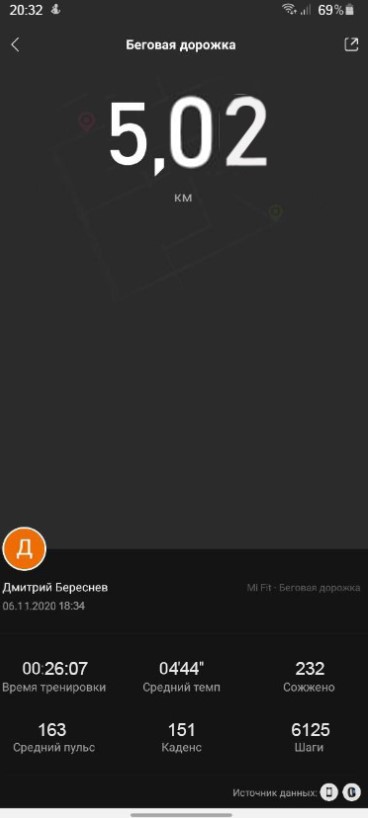 20:32 69%
Беговая дорожка
5,02
км
Д
Дмитрий Береснев
Mi Fit - Беговая дорожка
06.11.2020 18:34
00:26:07 04'44" 232
Время тренировки Средний темп Сожжено
163 151 6125
Средний пульс Каденс Шаги
Источник данных: